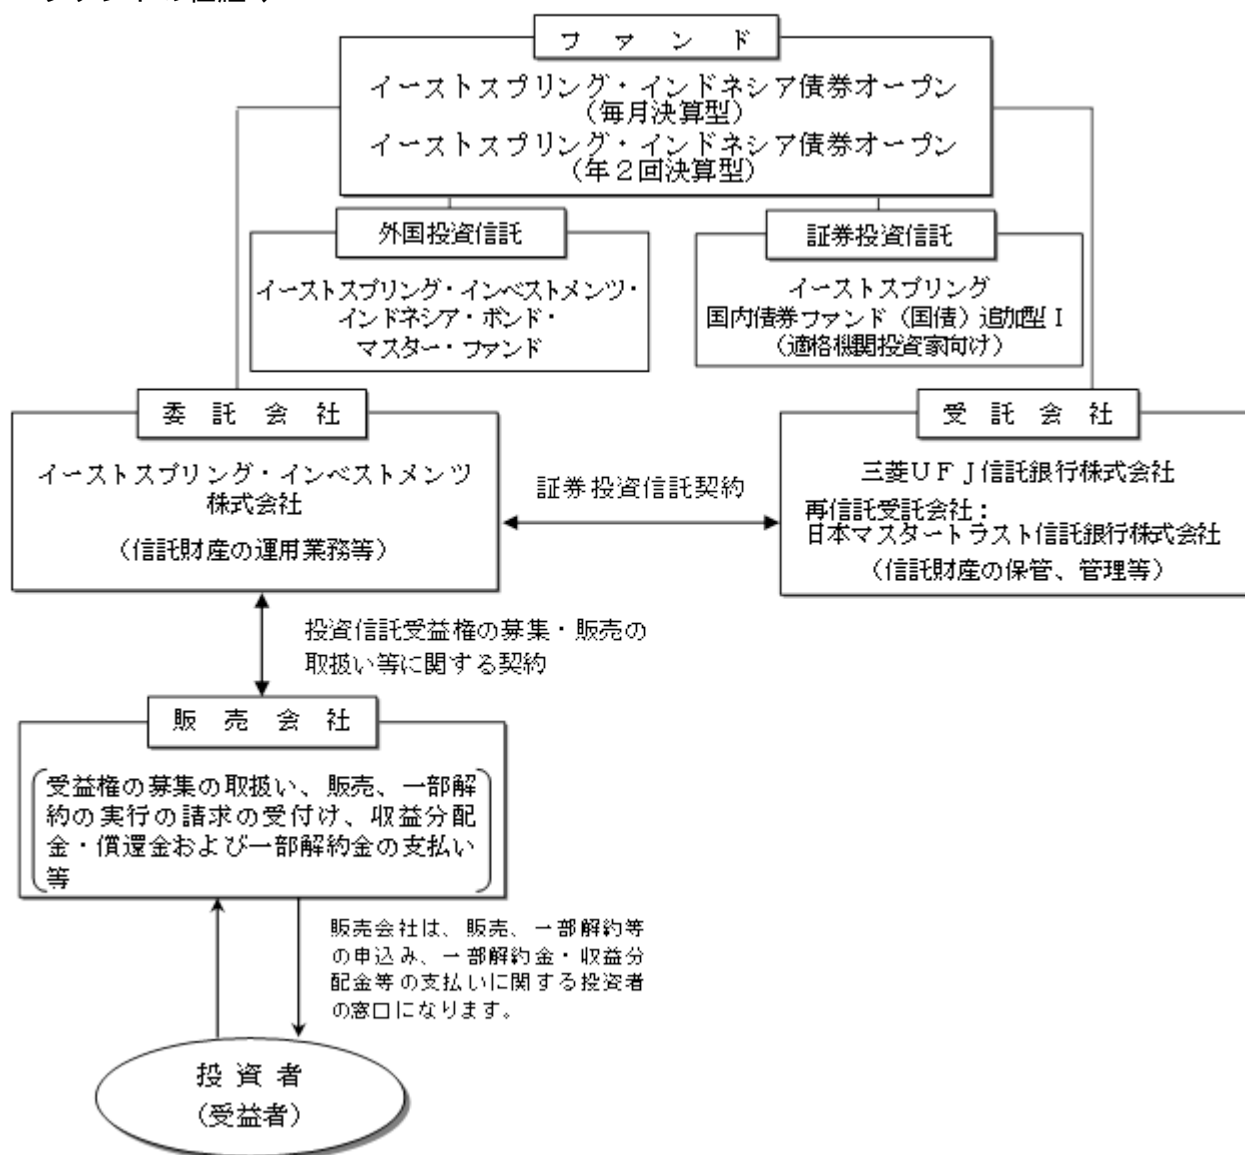 ファンド
イーストスプリング・インドネシア債券オープン
（毎月決算型）
イーストスプリング・インドネシア債券オープン
（年２回決算型）
外国投資信託
イーストスプリング・インベストメンツ・
インドネシア・ボンド・
マスター・ファンド
証券投資信託
イーストスプリング
国内債券ファンド（国債）追加型Ｉ
（適格機関投資家向け）
委託会社
イーストスプリング・インベストメンツ
株式会社
（信託財産の運用業務等）
証券投資信託契約
受託会社
三菱ＵＦＪ信託銀行株式会社
再信託受託会社：
日本マスタートラスト信託銀行株式会社
（信託財産の保管、管理等）
投資信託受益権の募集・販売の
取扱い等に関する契約
販売会社
受益権の募集の取扱い、販売、一部解
約の実行の請求の受付け、収益分配
金・償還金および一部解約金の支払い
等
販売会社は、販売、一部解約等
の申込み、一部解約金・収益分
配金等の支払いに関する投資者
の窓口になります。
投資者
（受益者）